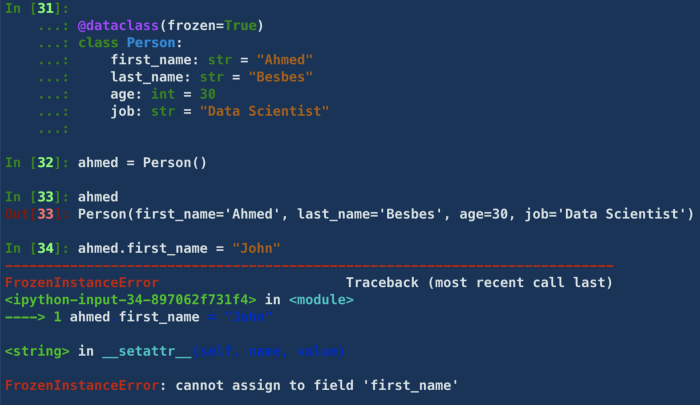 In [31]:
    ...: @dataclass(frozen=True)
    ...: class Person:
    ...:     first_name: str = "Ahmed"
    ...:     last_name: str = "Besbes"
    ...:     age: int = 30
    ...:     job: str = "Data Scientist"
    ...:
In [32]: ahmed = Person()
In [33]: ahmed
Out[33]: Person(first_name='Ahmed', last_name='Besbes', age=30, job='Data Scientist')
In [34]: ahmed.first_name = "John"
---------------------------------------------------------------------------
FrozenInstanceError                       Traceback (most recent call last)
<ipython-input-34-897062f731f4> in <module>
----> 1 ahmed first_name = "John"
<string> in __setattr__(self, name, value)
FrozenInstanceError: cannot assign to field 'first_name'